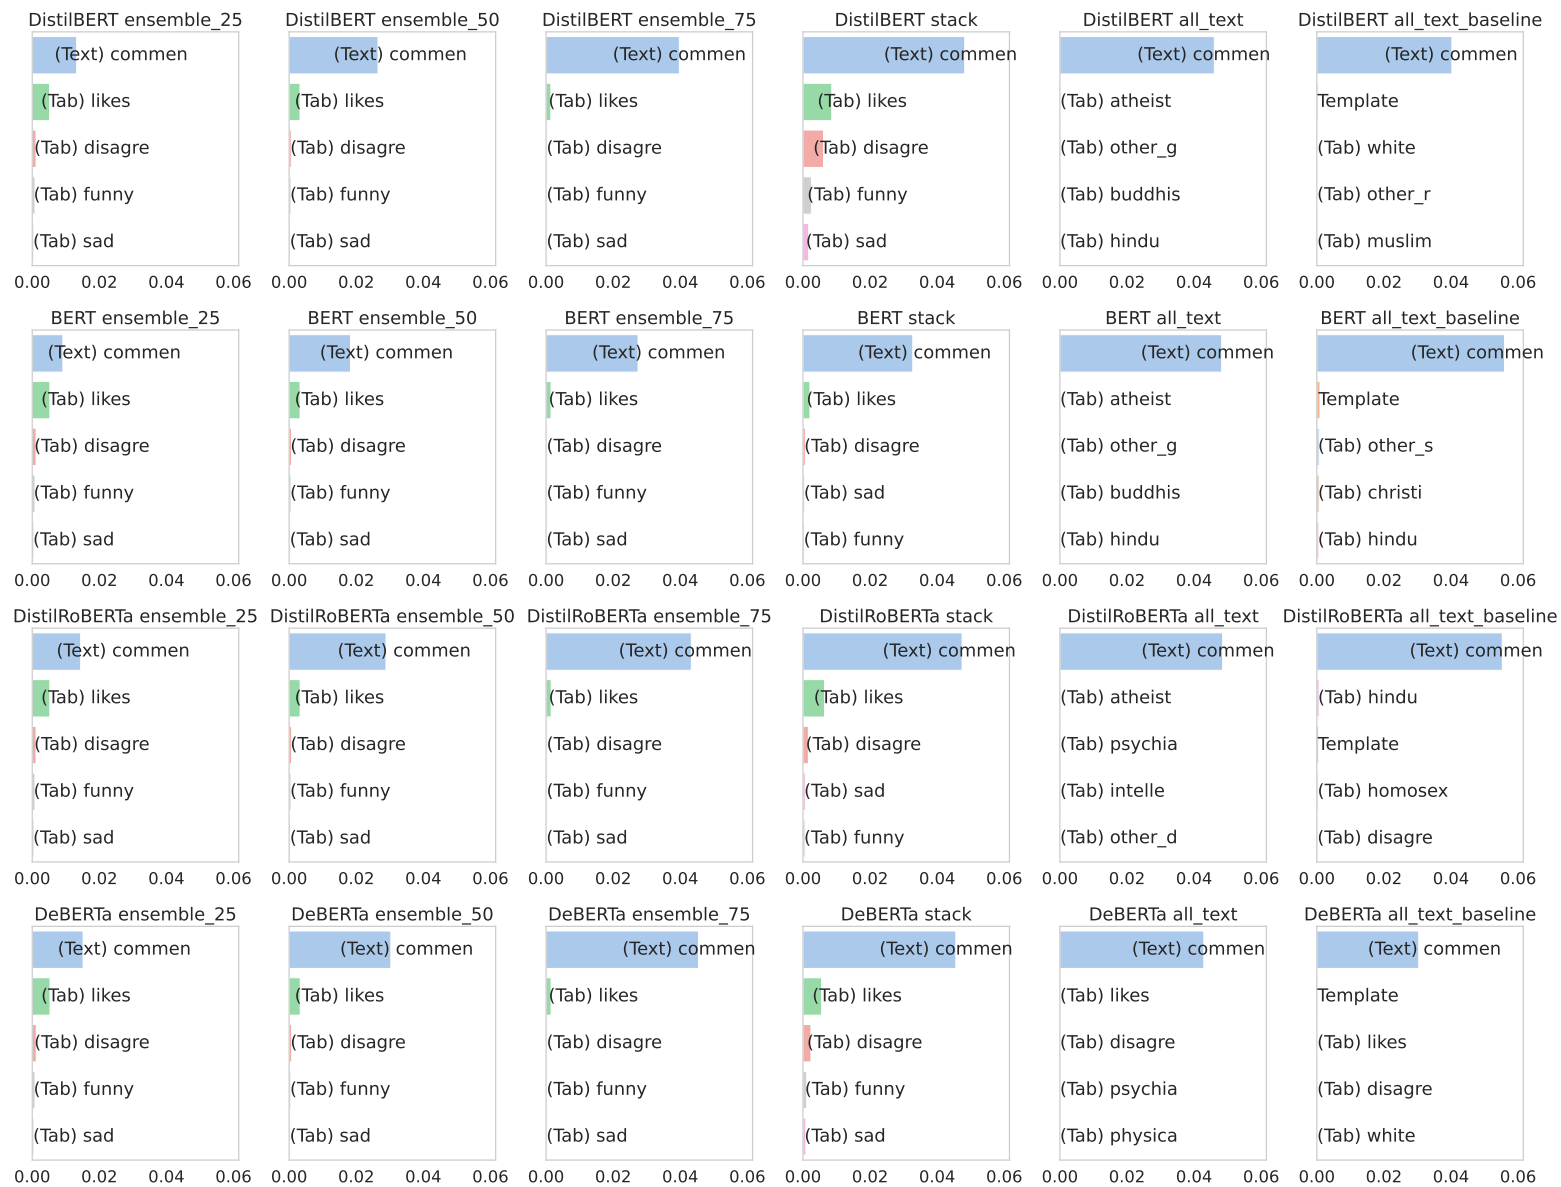 DistilBERT ensemble_25
(Text) commen
(Tab) likes
(Tab) disagre
(Tab) funny
(Tab) sad
0.00 0.02 0.04 0.06
DistilBERT ensemble_50
(Text) commen
(Tab) likes
(Tab) disagre
(Tab) funny
(Tab) sad
0.00 0.02 0.04 0.06
DistilBERT ensemble_75
(Text) commen
(Tab) likes
(Tab) disagre
(Tab) funny
(Tab) sad
0.00 0.02 0.04 0.06
DistilBERT stack
(Text) commen
(Tab) likes
(Tab) disagre
(Tab) funny
(Tab) sad
0.00 0.02 0.04 0.06
DistilBERT all_text
(Text) commen
(Tab) atheist
(Tab) other_g
(Tab) buddhis
(Tab) hindu
0.00 0.02 0.04 0.06
DistilBERT all_text_baseline
(Text) commen
Template
(Tab) white
(Tab) other_r
(Tab) muslim
0.00 0.02 0.04 0.06
BERT ensemble_25
(Text) commen
(Tab) likes
(Tab) disagre
(Tab) funny
(Tab) sad
0.00 0.02 0.04 0.06
BERT ensemble_50
(Text) commen
(Tab) likes
(Tab) disagre
(Tab) funny
(Tab) sad
0.00 0.02 0.04 0.06
BERT ensemble_75
(Text) commen
(Tab) likes
(Tab) disagre
(Tab) funny
(Tab) sad
0.00 0.02 0.04 0.06
BERT stack
(Text) commen
(Tab) likes
(Tab) disagre
(Tab) sad
(Tab) funny
0.00 0.02 0.04 0.06
BERT all_text
(Text) commen
(Tab) atheist
(Tab) other_g
(Tab) buddhis
(Tab) hindu
0.00 0.02 0.04 0.06
BERT all_text_baseline
(Text) commen
Template
(Tab) other_s
(Tab) christi
(Tab) hindu
0.00 0.02 0.04 0.06
DistilRoBERTa ensemble_25
(Text) commen
(Tab) likes
(Tab) disagre
(Tab) funny
(Tab) sad
0.00 0.02 0.04 0.06
DistilRoBERTa ensemble_50
(Text) commen
(Tab) likes
(Tab) disagre
(Tab) funny
(Tab) sad
0.00 0.02 0.04 0.06
DistilRoBERTa ensemble_75
(Text) commen
(Tab) likes
(Tab) disagre
(Tab) funny
(Tab) sad
0.00 0.02 0.04 0.06
DistilRoBERTa stack
(Text) commen
(Tab) likes
(Tab) disagre
(Tab) sad
(Tab) funny
0.00 0.02 0.04 0.06
DistilRoBERTa all_text
(Text) commen
(Tab) atheist
(Tab) psychia
(Tab) intelle
(Tab) other_d
0.00 0.02 0.04 0.06
DistilRoBERTa all_text_baseline
(Text) commen
(Tab) hindu
Template
(Tab) homosex
(Tab) disagre
0.00 0.02 0.04 0.06
DeBERTa ensemble_25
(Text) commen
(Tab) likes
(Tab) disagre
(Tab) funny
(Tab) sad
0.00 0.02 0.04 0.06
DeBERTa ensemble_50
(Text) commen
(Tab) likes
(Tab) disagre
(Tab) funny
(Tab) sad
0.00 0.02 0.04 0.06
DeBERTa ensemble_75
(Text) commen
(Tab) likes
(Tab) disagre
(Tab) funny
(Tab) sad
0.00 0.02 0.04 0.06
DeBERTa stack
(Text) commen
(Tab) likes
(Tab) disagre
(Tab) funny
(Tab) sad
0.00 0.02 0.04 0.06
DeBERTa all_text
(Text) commen
(Tab) likes
(Tab) disagre
(Tab) psychia
(Tab) physica
0.00 0.02 0.04 0.06
DeBERTa all_text_baseline
(Text) commen
Template
(Tab) likes
(Tab) disagre
(Tab) white
0.00 0.02 0.04 0.06